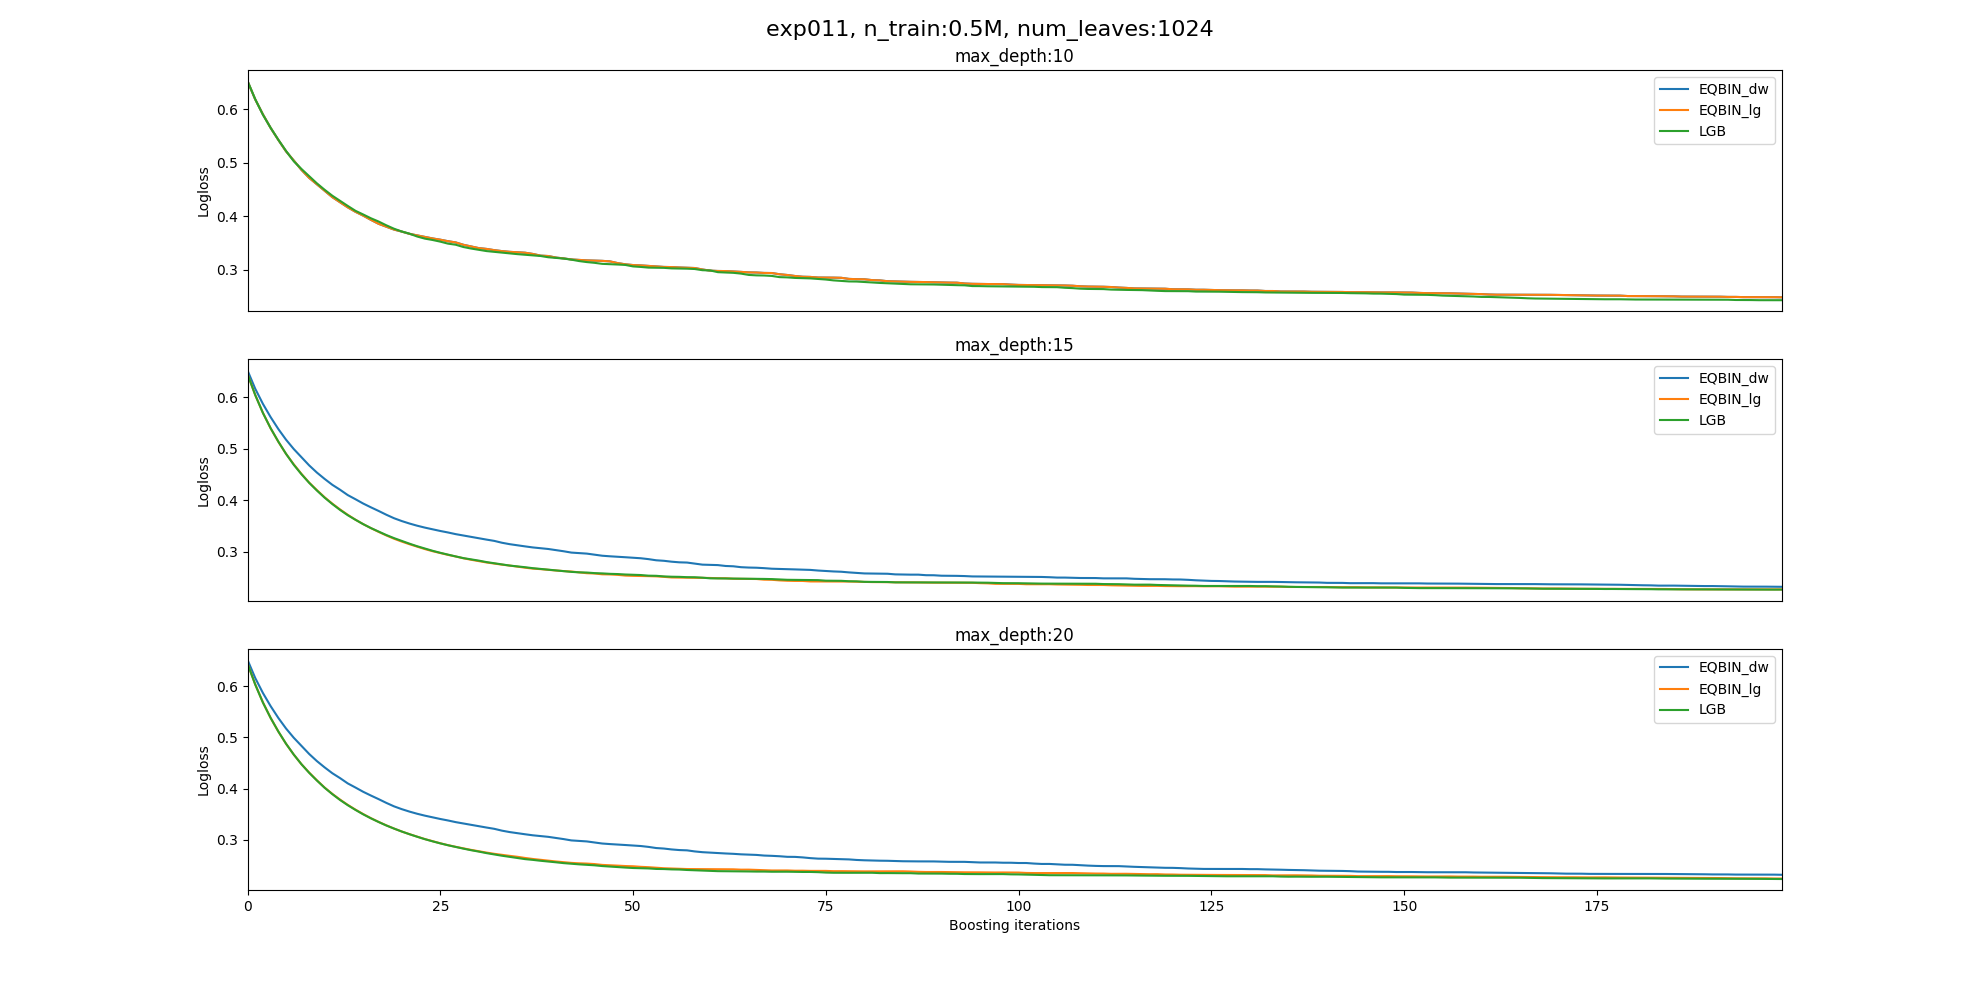 exp011, n_train:0.5M, num_leaves:1024
max_depth:10
EQBIN_dw
EQBIN_lg
LGB
0.6
0.5
0.4
0.3
Logloss
max_depth:15
EQBIN_dw
EQBIN_lg
LGB
0.6
0.5
0.4
0.3
Logloss
max_depth:20
EQBIN_dw
EQBIN_lg
LGB
0.6
0.5
0.4
0.3
Logloss
0 25 50 75 100 125 150 175
Boosting iterations